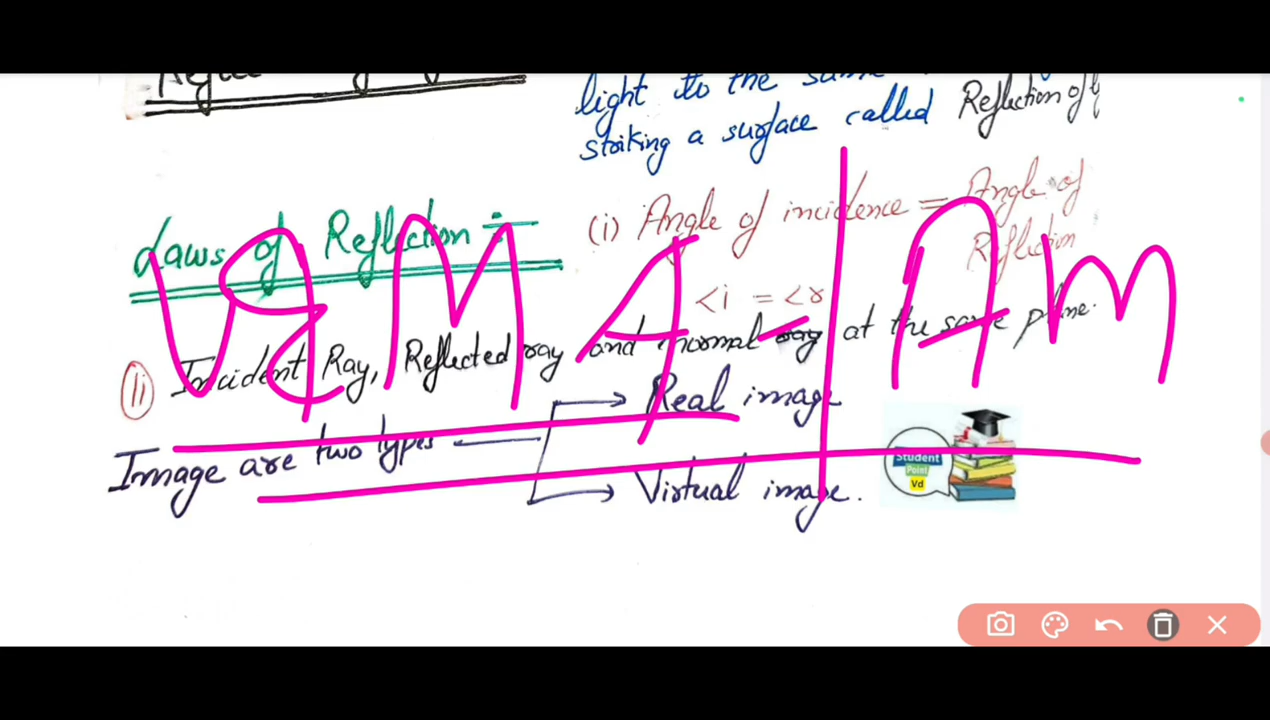 light to the same
striking a surface called Reflection of
Laws of Reflection :-
(i) Angle of incidence = Angle of Reflection
<i = <r
(ii) Incident Ray, Reflected ray and normal ray at the same plane.
Image are two types
Real image
Virtual image.
Student
Point
Vd